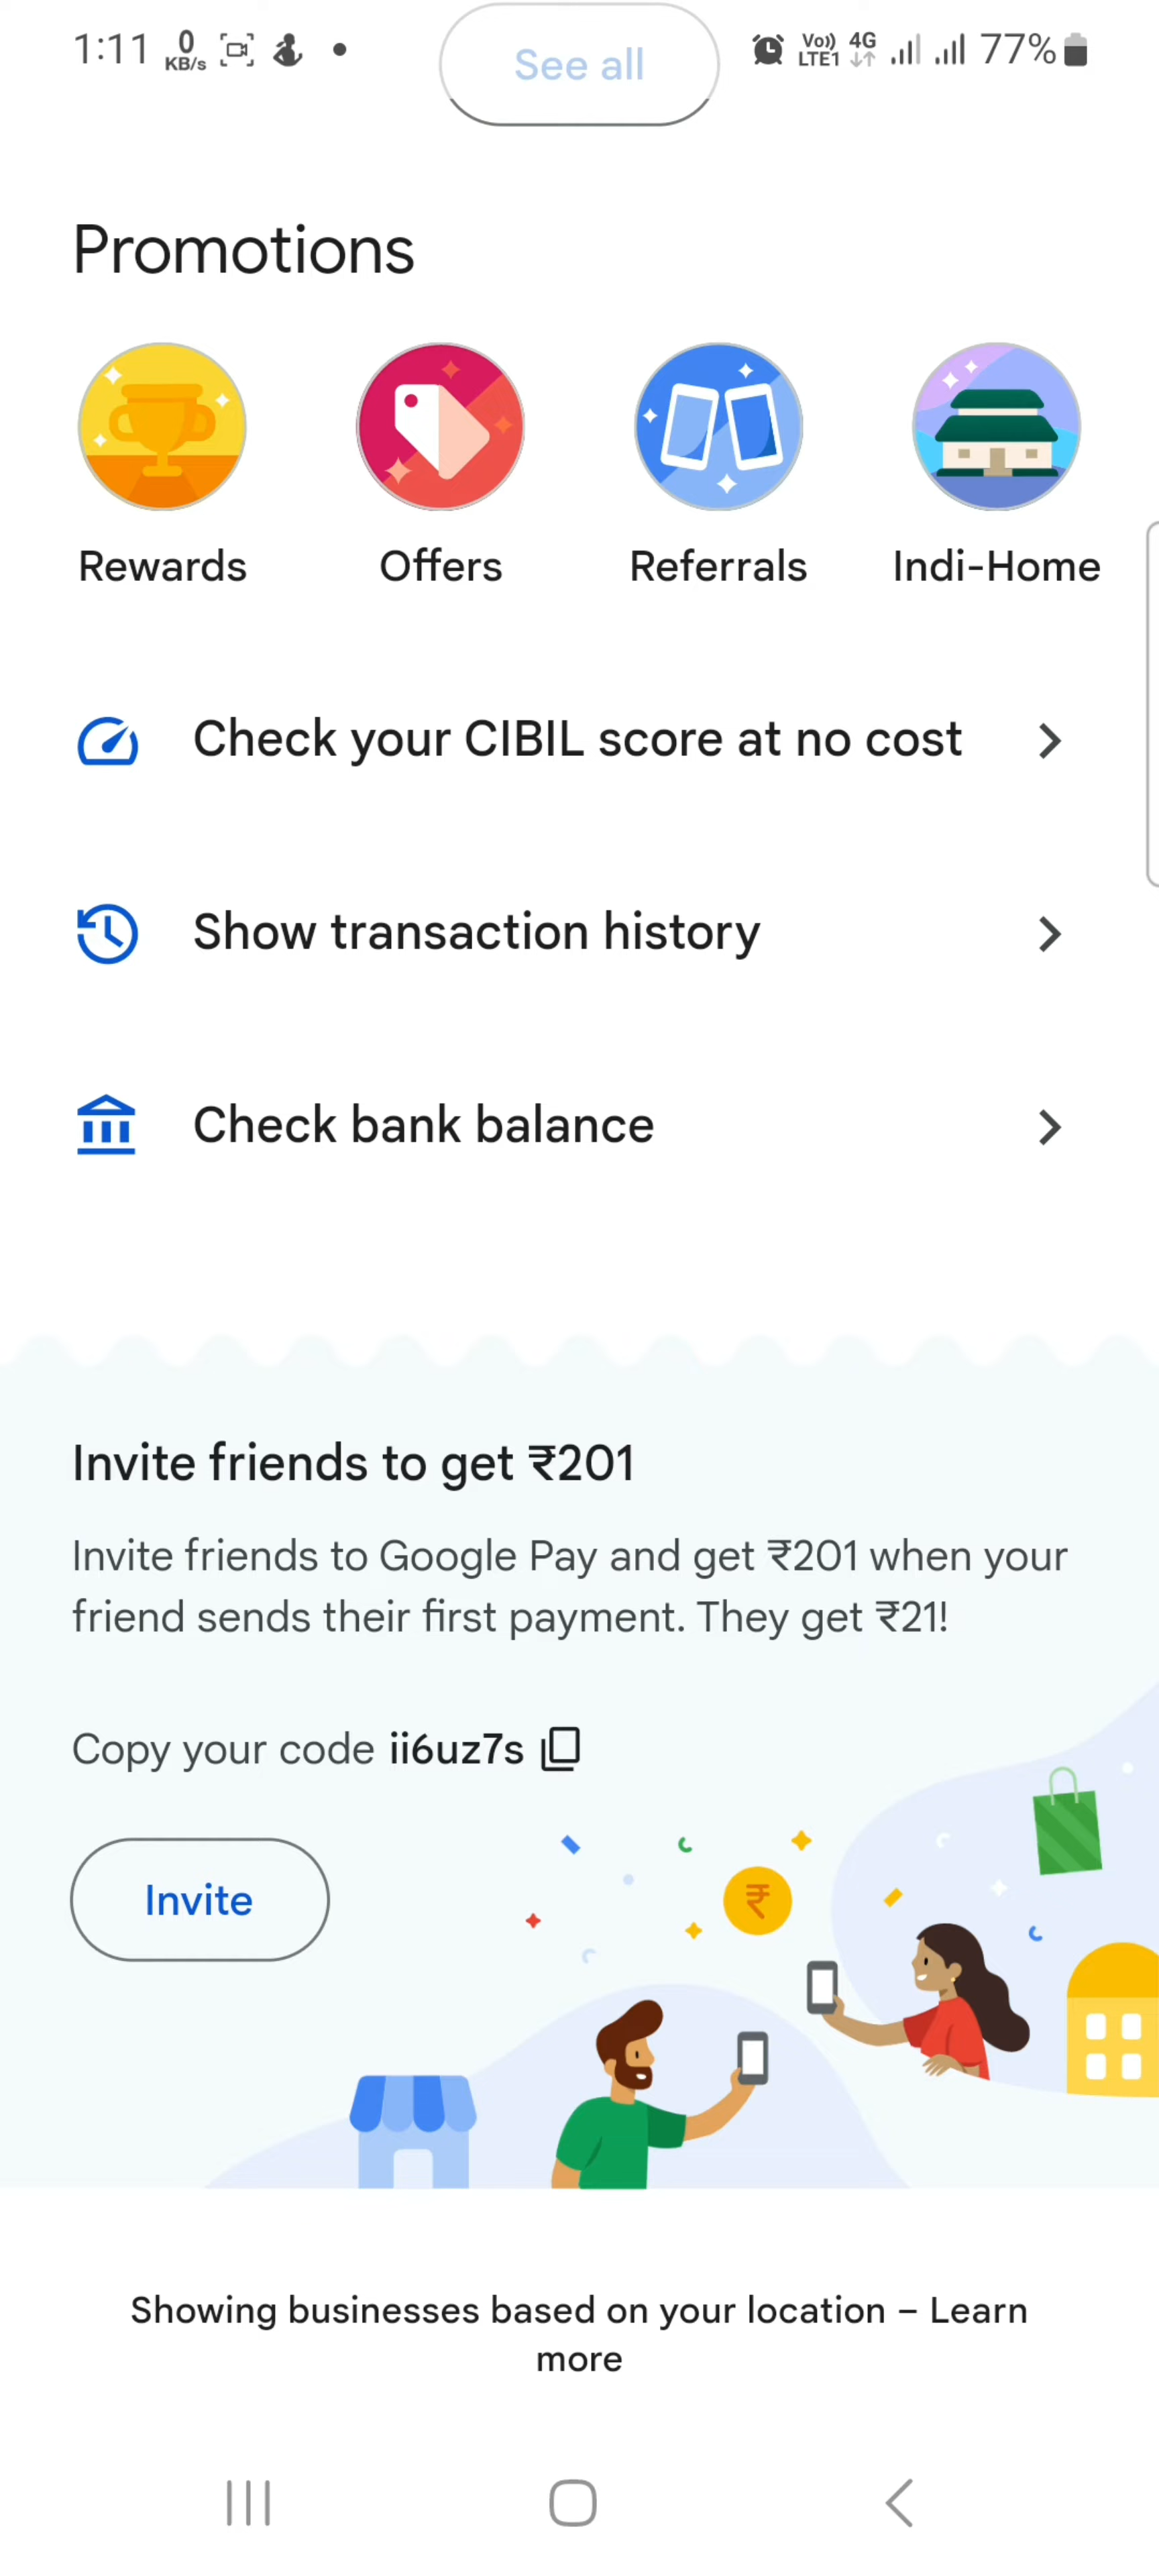 1:11 0 KB/s See all Vo)) LTE1 4G 77%
Promotions
Rewards Offers Referrals Indi-Home
Check your CIBIL score at no cost
Show transaction history
Check bank balance
Invite friends to get ₹201
Invite friends to Google Pay and get ₹201 when your
friend sends their first payment. They get ₹21!
Copy your code ii6uz7s
Invite
₹
Showing businesses based on your location – Learn
more